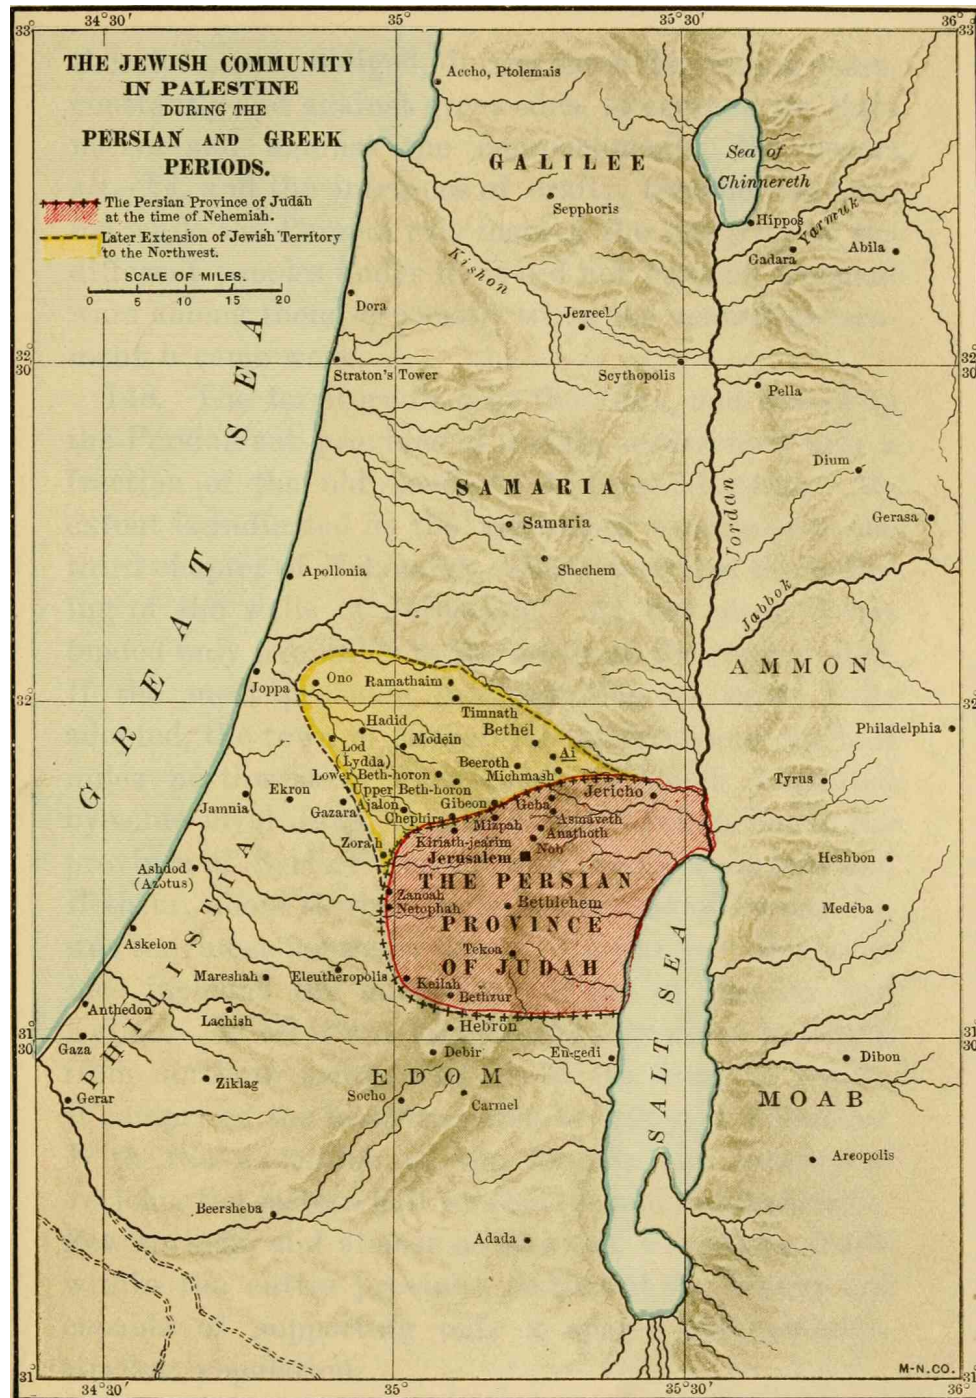 34°30′
35°
35°30′
36°
33°
33°
THE JEWISH COMMUNITY
IN PALESTINE
DURING THE
PERSIAN AND GREEK
PERIODS.
The Persian Province of Judah
at the time of Nehemiah.
Later Extension of Jewish Territory
to the Northwest.
SCALE OF MILES.
0 5 10 15 20
Accho, Ptolemais
GALILEE
Sea of
Chinnereth
Sepphoris
Hippos
Yarmuk
Gadara
Abila
Kishon
Dora
Jezreel
32°
30′
32°
30′
Straton's Tower
Scythopolis
Pella
GREAT SEA
Dium
SAMARIA
Samaria
Jordan
Gerasa
Shechem
Apollonia
Jabbok
AMMON
Joppa
Ono
Ramathaim
32°
32°
Timnath
Hadid
Bethel
Philadelphia
Modein
Lod
(Lydda)
Ai
Beeroth
Lower Beth-horon
Michmash
Tyrus
Upper Beth-horon
Ekron
Jericho
Jamnia
Gazara
Ajalon
Gibeon
Geba
Chephira
Mizpah
Asmaveth
Anathoth
Kiriath-jearim
Nob
Zorah
Jerusalem
Heshbon
Ashdod
(Azotus)
THE PERSIAN
PROVINCE
OF JUDAH
Zanoah
Netophah
Bethlehem
Medeba
Askelon
Tekoa
PHILISTIA
Mareshah
Eleutheropolis
Keilah
Bethzur
SALT SEA
Anthedon
Lachish
Hebron
31°
30′
31°
30′
Gaza
Debir
En-gedi
Dibon
EDOM
Ziklag
Gerar
Socho
Carmel
MOAB
Areopolis
Beersheba
Adada
M-N.CO.
31°
31°
34°30′
35°
35°30′
36°